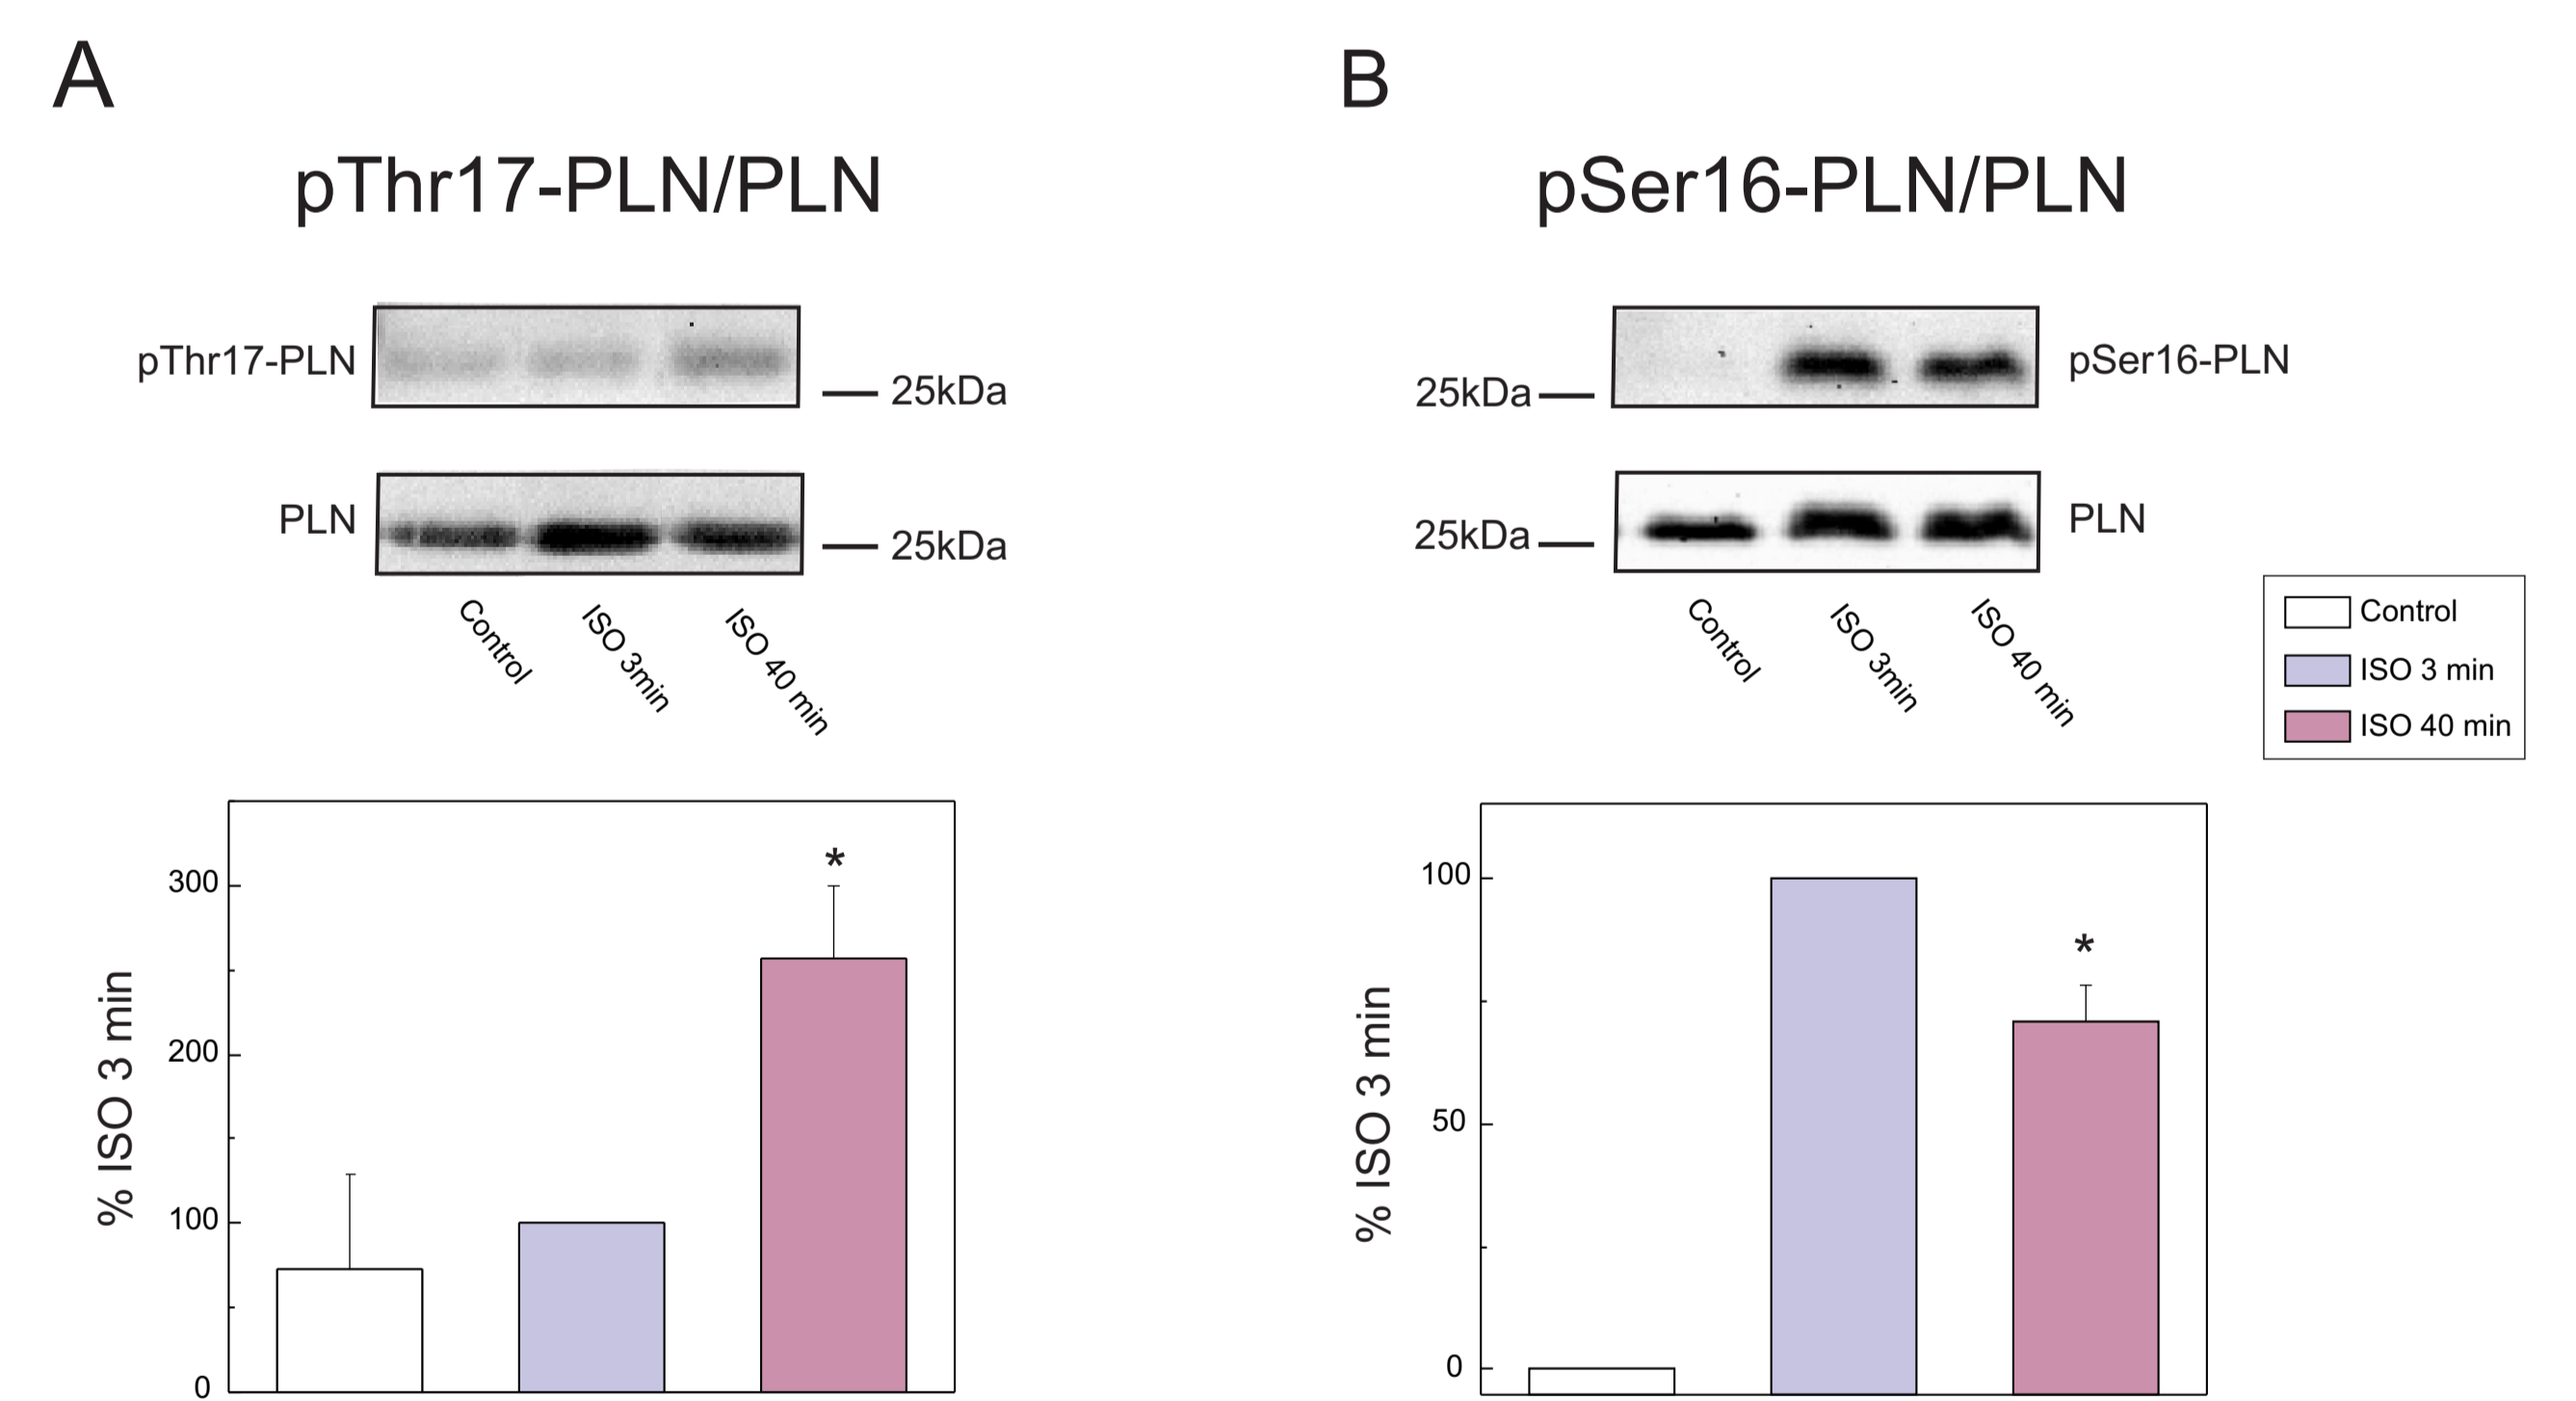 A
pThr17-PLN/PLN
pThr17-PLN
25kDa
PLN
25kDa
Control
ISO 3min
ISO 40 min
% ISO 3 min
300
200
100
0
*
B
pSer16-PLN/PLN
25kDa
pSer16-PLN
25kDa
PLN
Control
ISO 3min
ISO 40 min
Control
ISO 3 min
ISO 40 min
% ISO 3 min
100
50
0
*